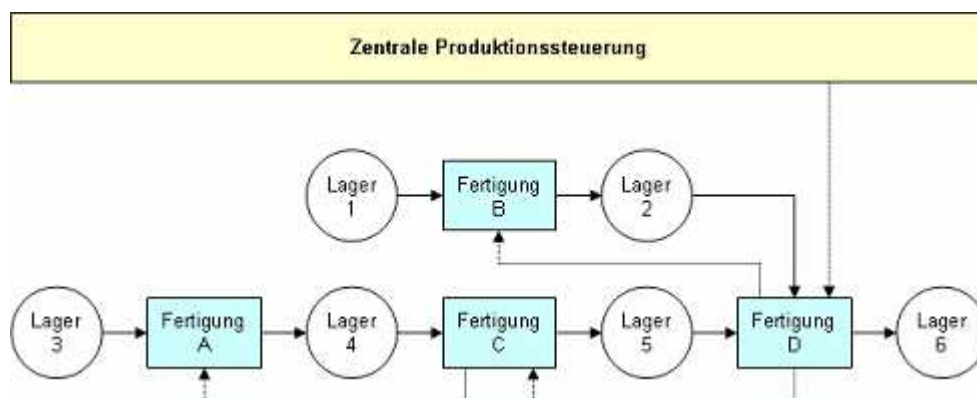 Zentrale Produktionssteuerung
Lager
1
Fertigung
B
Lager
2
Lager
3
Fertigung
A
Lager
4
Fertigung
C
Lager
5
Fertigung
D
Lager
6